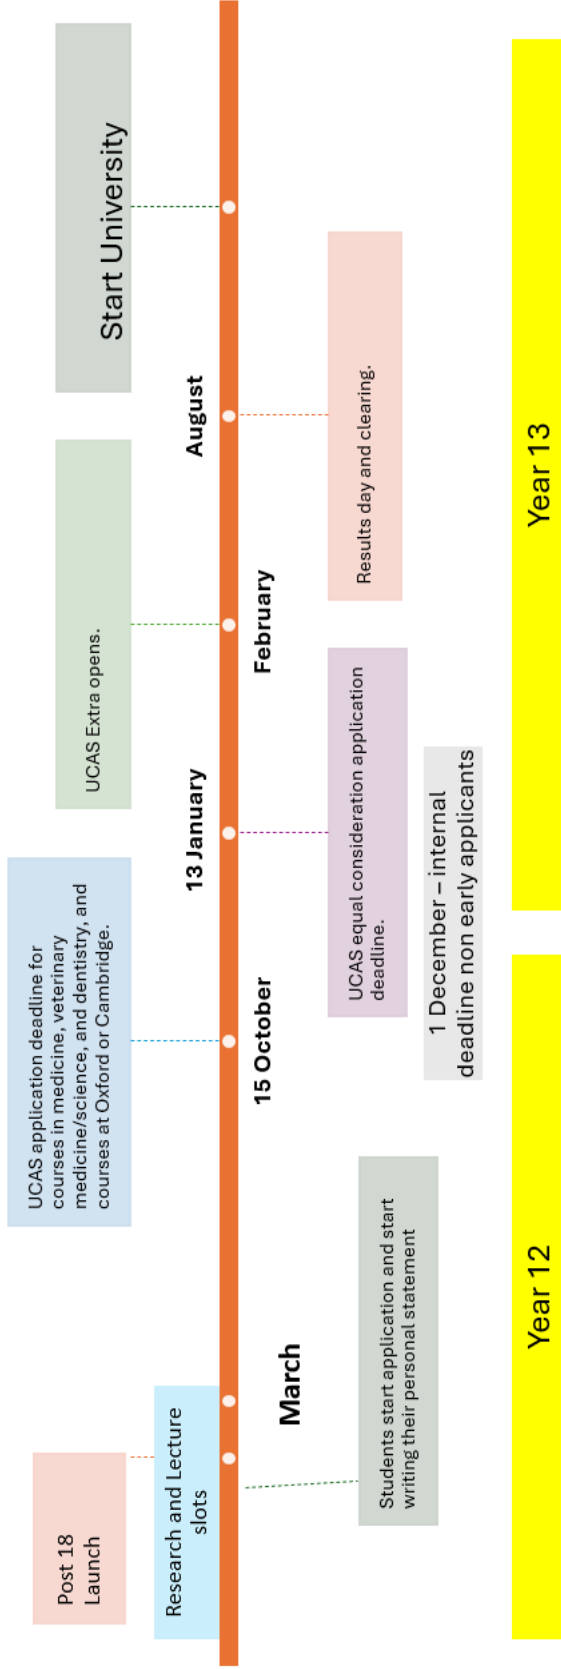 Post 18
Launch
Research and Lecture
slots
March
Students start application and start
writing their personal statement
UCAS application deadline for
courses in medicine, veterinary
medicine/science, and dentistry, and
courses at Oxford or Cambridge.
15 October
1 December – internal
deadline non early applicants
13 January
UCAS equal consideration application
deadline.
UCAS Extra opens.
February
August
Results day and clearing.
Start University
Year 12
Year 13